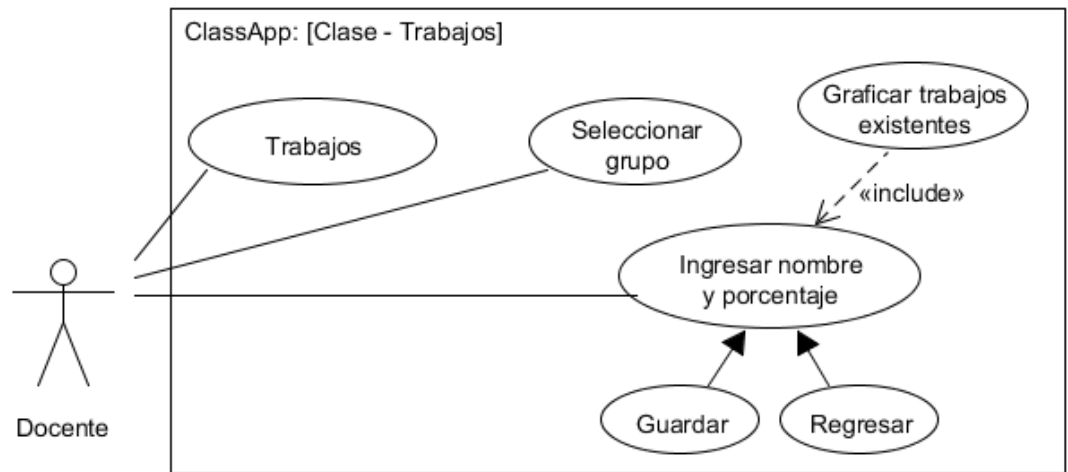 ClassApp: [Clase - Trabajos]
Trabajos
Seleccionar
grupo
Graficar trabajos
existentes
«include»
Ingresar nombre
y porcentaje
Guardar
Regresar
Docente